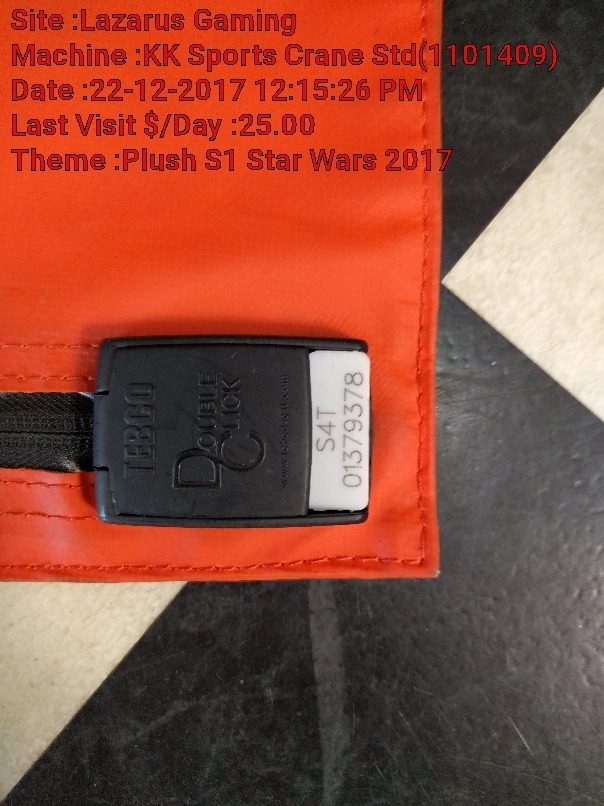 Site :Lazarus Gaming
Machine :KK Sports Crane Std(1101409)
Date :22-12-2017 12:15:26 PM
Last Visit $/Day :25.00
Theme :Plush S1 Star Wars 2017
TEBCO
DOUBLE
CLICK
S4T
01379378